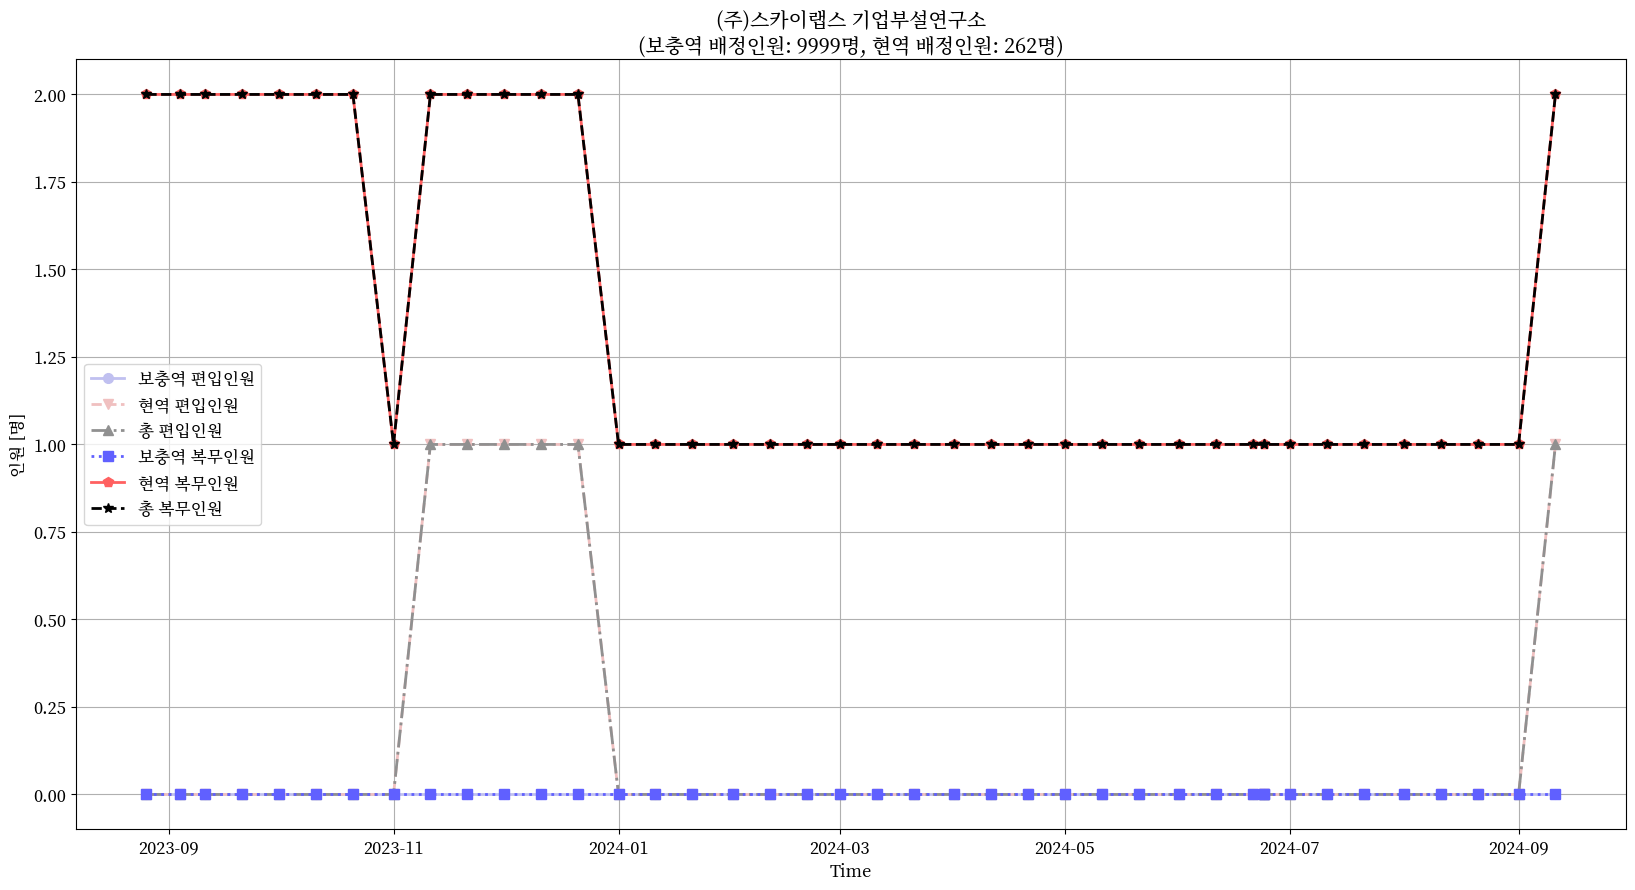 (주)스카이랩스 기업부설연구소
(보충역 배정인원: 9999명, 현역 배정인원: 262명)
인원 [명]
2.00
1.75
1.50
1.25
1.00
0.75
0.50
0.25
0.00
보충역 편입인원
현역 편입인원
총 편입인원
보충역 복무인원
현역 복무인원
총 복무인원
2023-09
2023-11
2024-01
2024-03
2024-05
2024-07
2024-09
Time